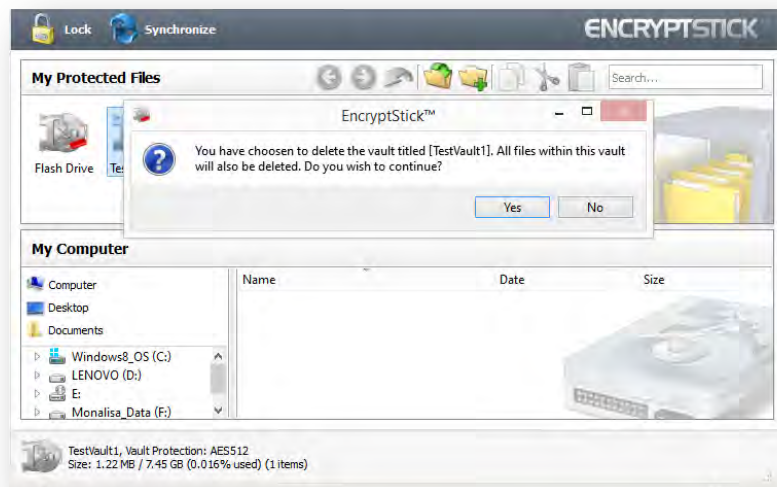 Lock
Synchronize
ENCRYPTSTICK
My Protected Files
Search...
EncryptStick™
You have choosen to delete the vault titled [TestVault1]. All files within this vault
will also be deleted. Do you wish to continue?
Yes
No
Flash Drive
Tes
My Computer
Computer
Desktop
Documents
Windows8_OS (C:)
LENOVO (D:)
E:
Monalisa_Data (F:)
Name
Date
Size
TestVault1, Vault Protection: AES512
Size: 1.22 MB / 7.45 GB (0.016% used) (1 items)